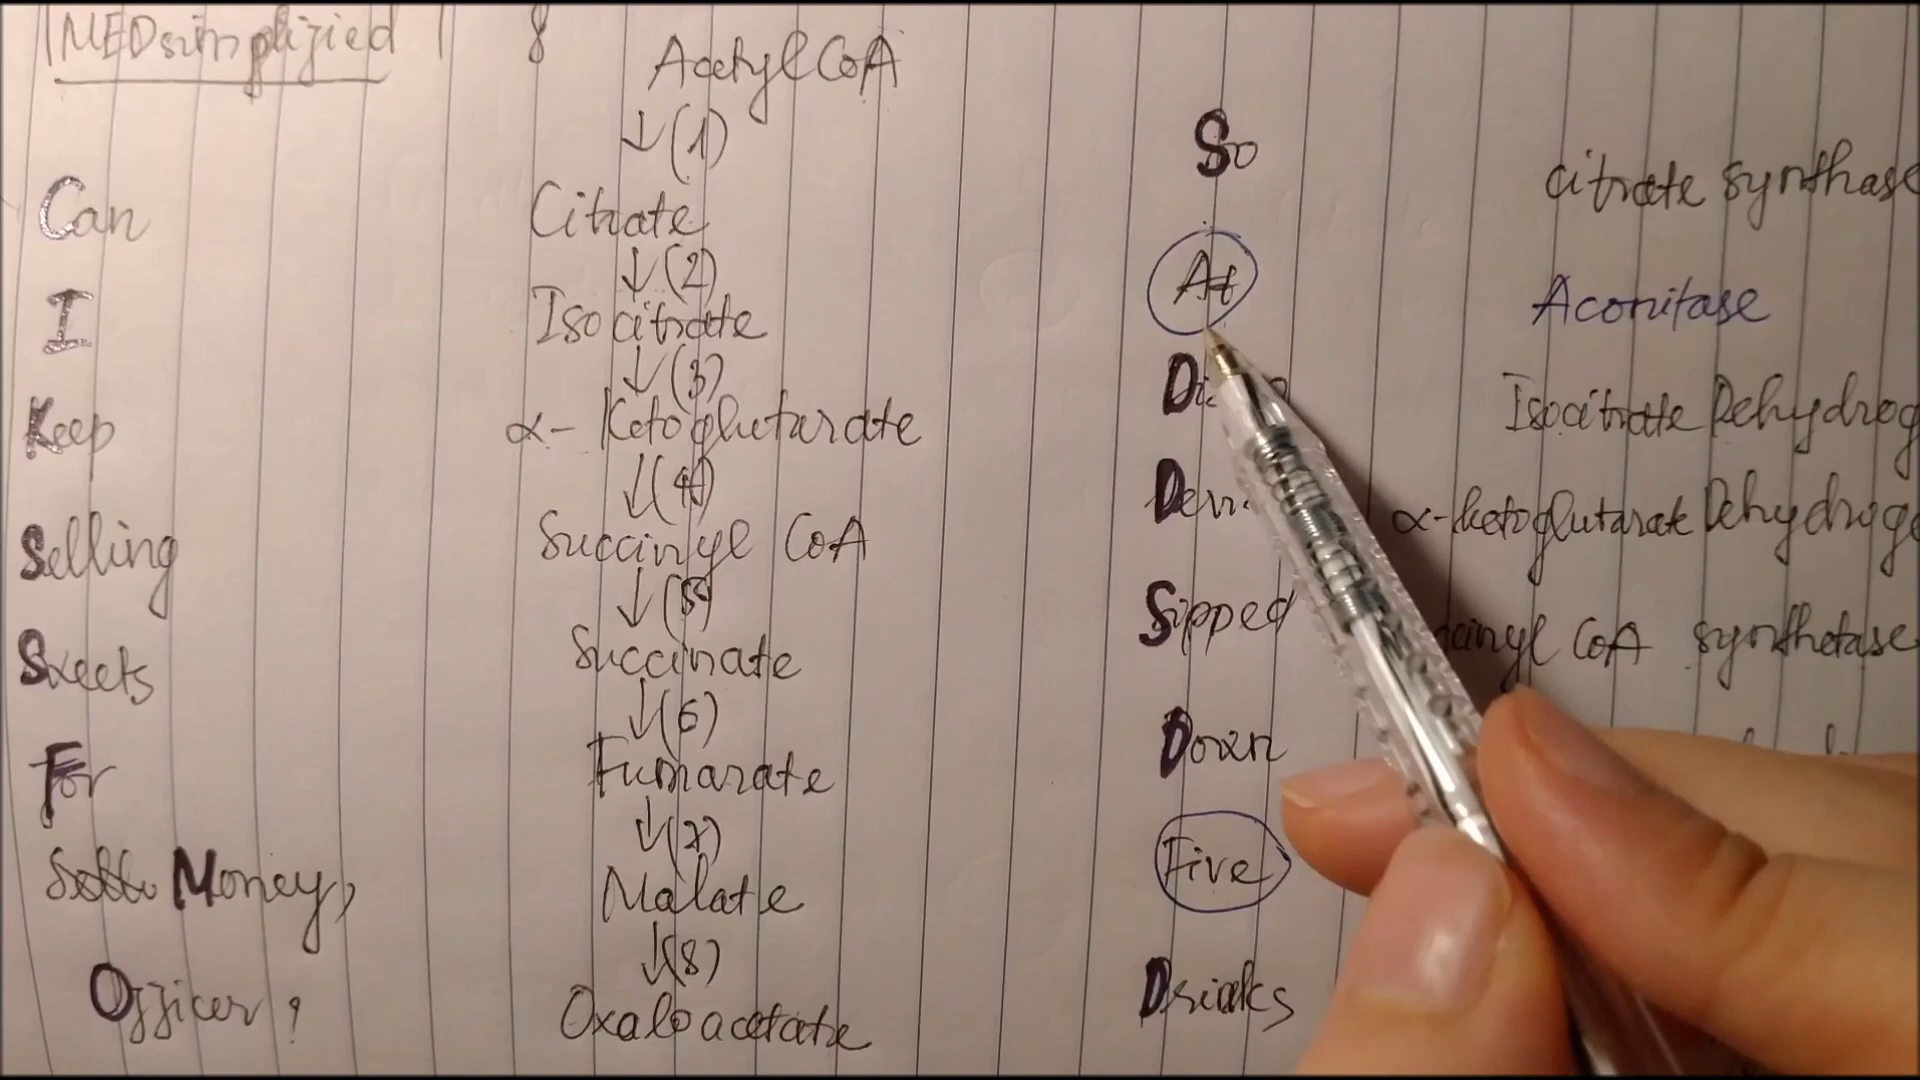 MEDsimplified 8 Acetyl CoA
↓(1) So
Can Citrate citrate synthase
↓(2) At
I Isocitrate Aconitase
↓(3)
Keep α-Ketoglutarate Isocitrate Dehydrog
↓(4) α-ketoglutarate Dehydroge
Selling Succinyl CoA
↓(5) Sipped
Sweets Succinate cinyl CoA synthetase
↓(6) Down
For Fumarate
↓(7) Five
Money, Malate
↓(8)
Officer? Oxaloacetate Drinks